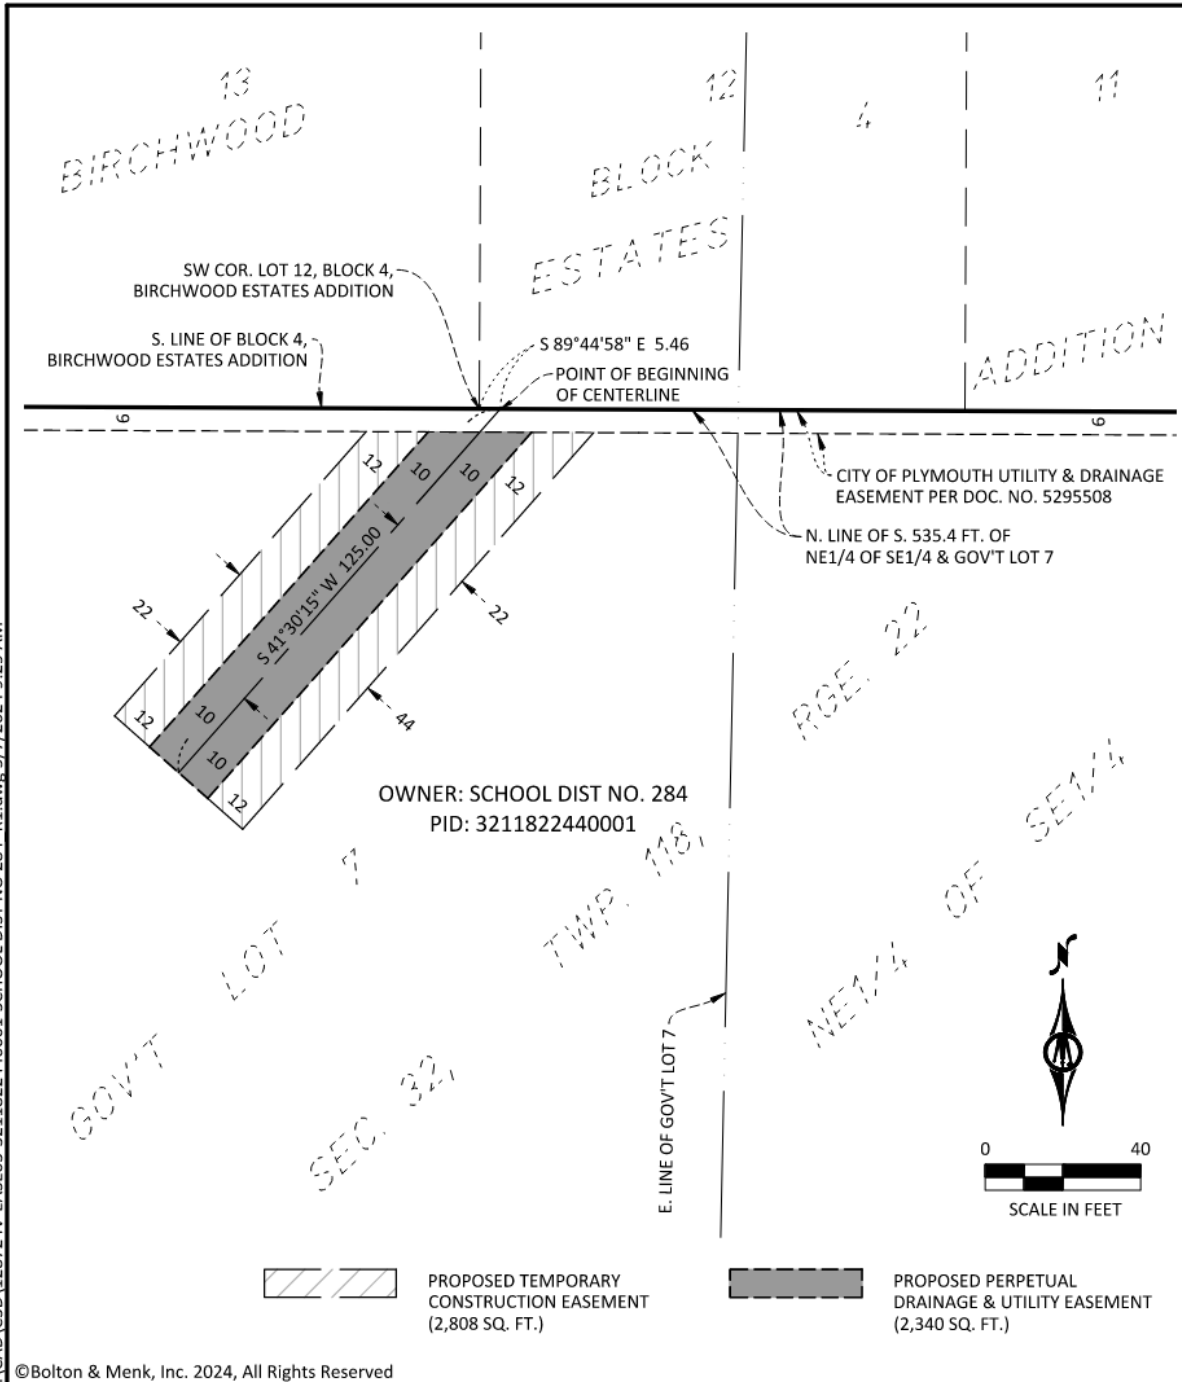 13
12
4
11
BIRCHWOOD
BLOCK
ESTATES
ADDITION
SW COR. LOT 12, BLOCK 4,
BIRCHWOOD ESTATES ADDITION
S. LINE OF BLOCK 4,
BIRCHWOOD ESTATES ADDITION
S 89°44'58" E 5.46
POINT OF BEGINNING
OF CENTERLINE
6
6
12
10
10
12
CITY OF PLYMOUTH UTILITY & DRAINAGE
EASEMENT PER DOC. NO. 5295508
N. LINE OF S. 535.4 FT. OF
NE1/4 OF SE1/4 & GOV'T LOT 7
S 41°30'15" W 125.00
22
22
44
12
10
10
12
OWNER: SCHOOL DIST NO. 284
PID: 3211822440001
RGE. 22
TWP. 118,
NE1/4 OF SE1/4
GOV'T LOT 7
SEC. 32,
E. LINE OF GOV'T LOT 7
N
0 40
SCALE IN FEET
PROPOSED TEMPORARY
CONSTRUCTION EASEMENT
(2,808 SQ. FT.)
PROPOSED PERPETUAL
DRAINAGE & UTILITY EASEMENT
(2,340 SQ. FT.)
©Bolton & Menk, Inc. 2024, All Rights Reserved